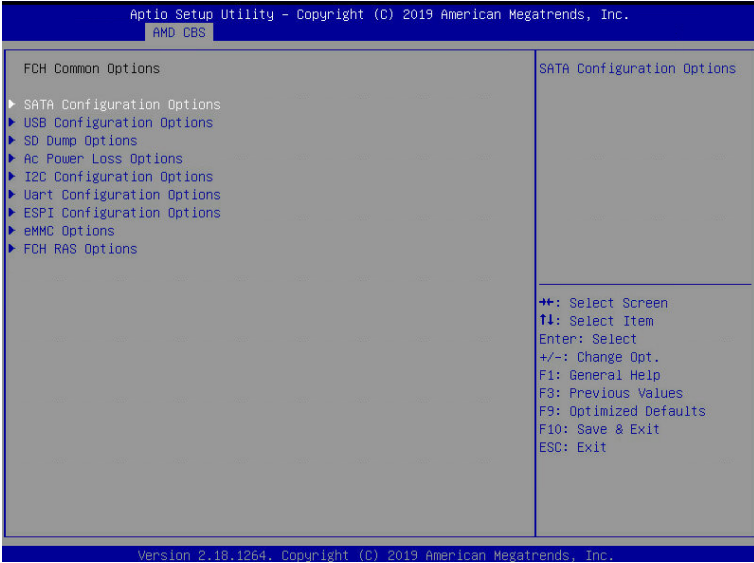 Aptio Setup Utility – Copyright (C) 2019 American Megatrends, Inc.
AMD CBS
FCH Common Options
SATA Configuration Options
USB Configuration Options
SD Dump Options
Ac Power Loss Options
I2C Configuration Options
Uart Configuration Options
ESPI Configuration Options
eMMC Options
FCH RAS Options
SATA Configuration Options
→←: Select Screen
↑↓: Select Item
Enter: Select
+/-: Change Opt.
F1: General Help
F3: Previous Values
F9: Optimized Defaults
F10: Save & Exit
ESC: Exit
Version 2.18.1264. Copyright (C) 2019 American Megatrends, Inc.